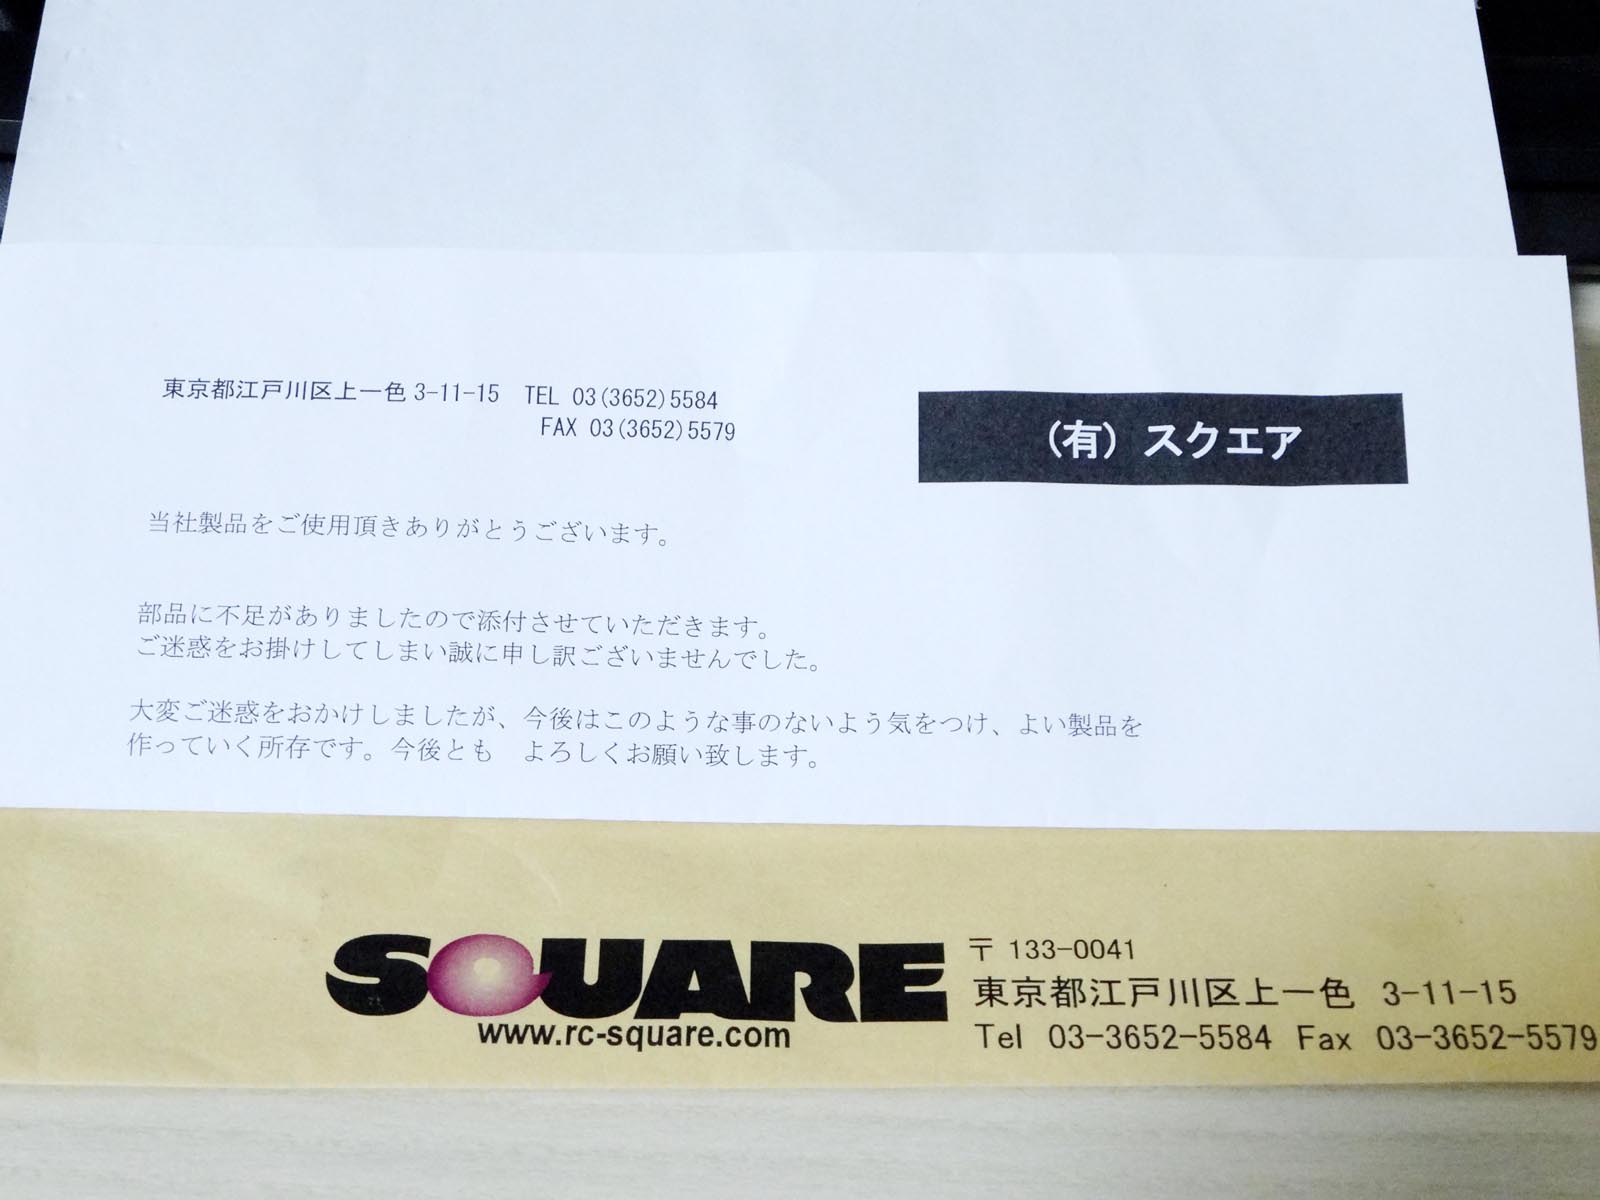 東京都江戸川区上一色 3-11-15　TEL 03(3652)5584
FAX 03(3652)5579
（有）スクエア
当社製品をご使用頂きありがとうございます。
部品に不足がありましたので添付させていただきます。
ご迷惑をお掛けしてしまい誠に申し訳ございませんでした。
大変ご迷惑をおかけしましたが、今後はこのような事のないよう気をつけ、よい製品を
作っていく所存です。今後とも　よろしくお願い致します。
SQUARE
www.rc-square.com
〒 133-0041
東京都江戸川区上一色 3-11-15
Tel 03-3652-5584 Fax 03-3652-5579